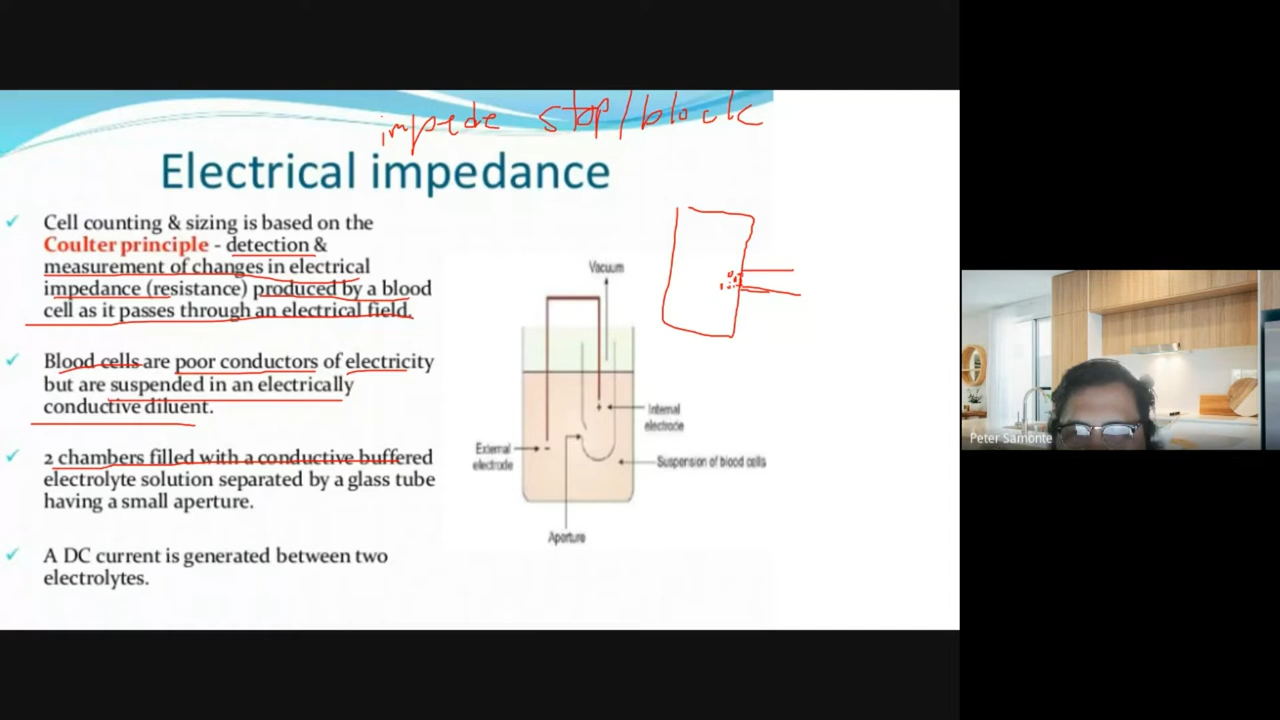 impede stop/block
Electrical impedance
Cell counting & sizing is based on the
Coulter principle - detection &
measurement of changes in electrical
impedance (resistance) produced by a blood
cell as it passes through an electrical field.
Blood cells are poor conductors of electricity
but are suspended in an electrically
conductive diluent.
2 chambers filled with a conductive buffered
electrolyte solution separated by a glass tube
having a small aperture.
A DC current is generated between two
electrolytes.
Vacuum
Internal
electrode
External
electrode
Suspension of blood cells
Aperture
Peter Samonte